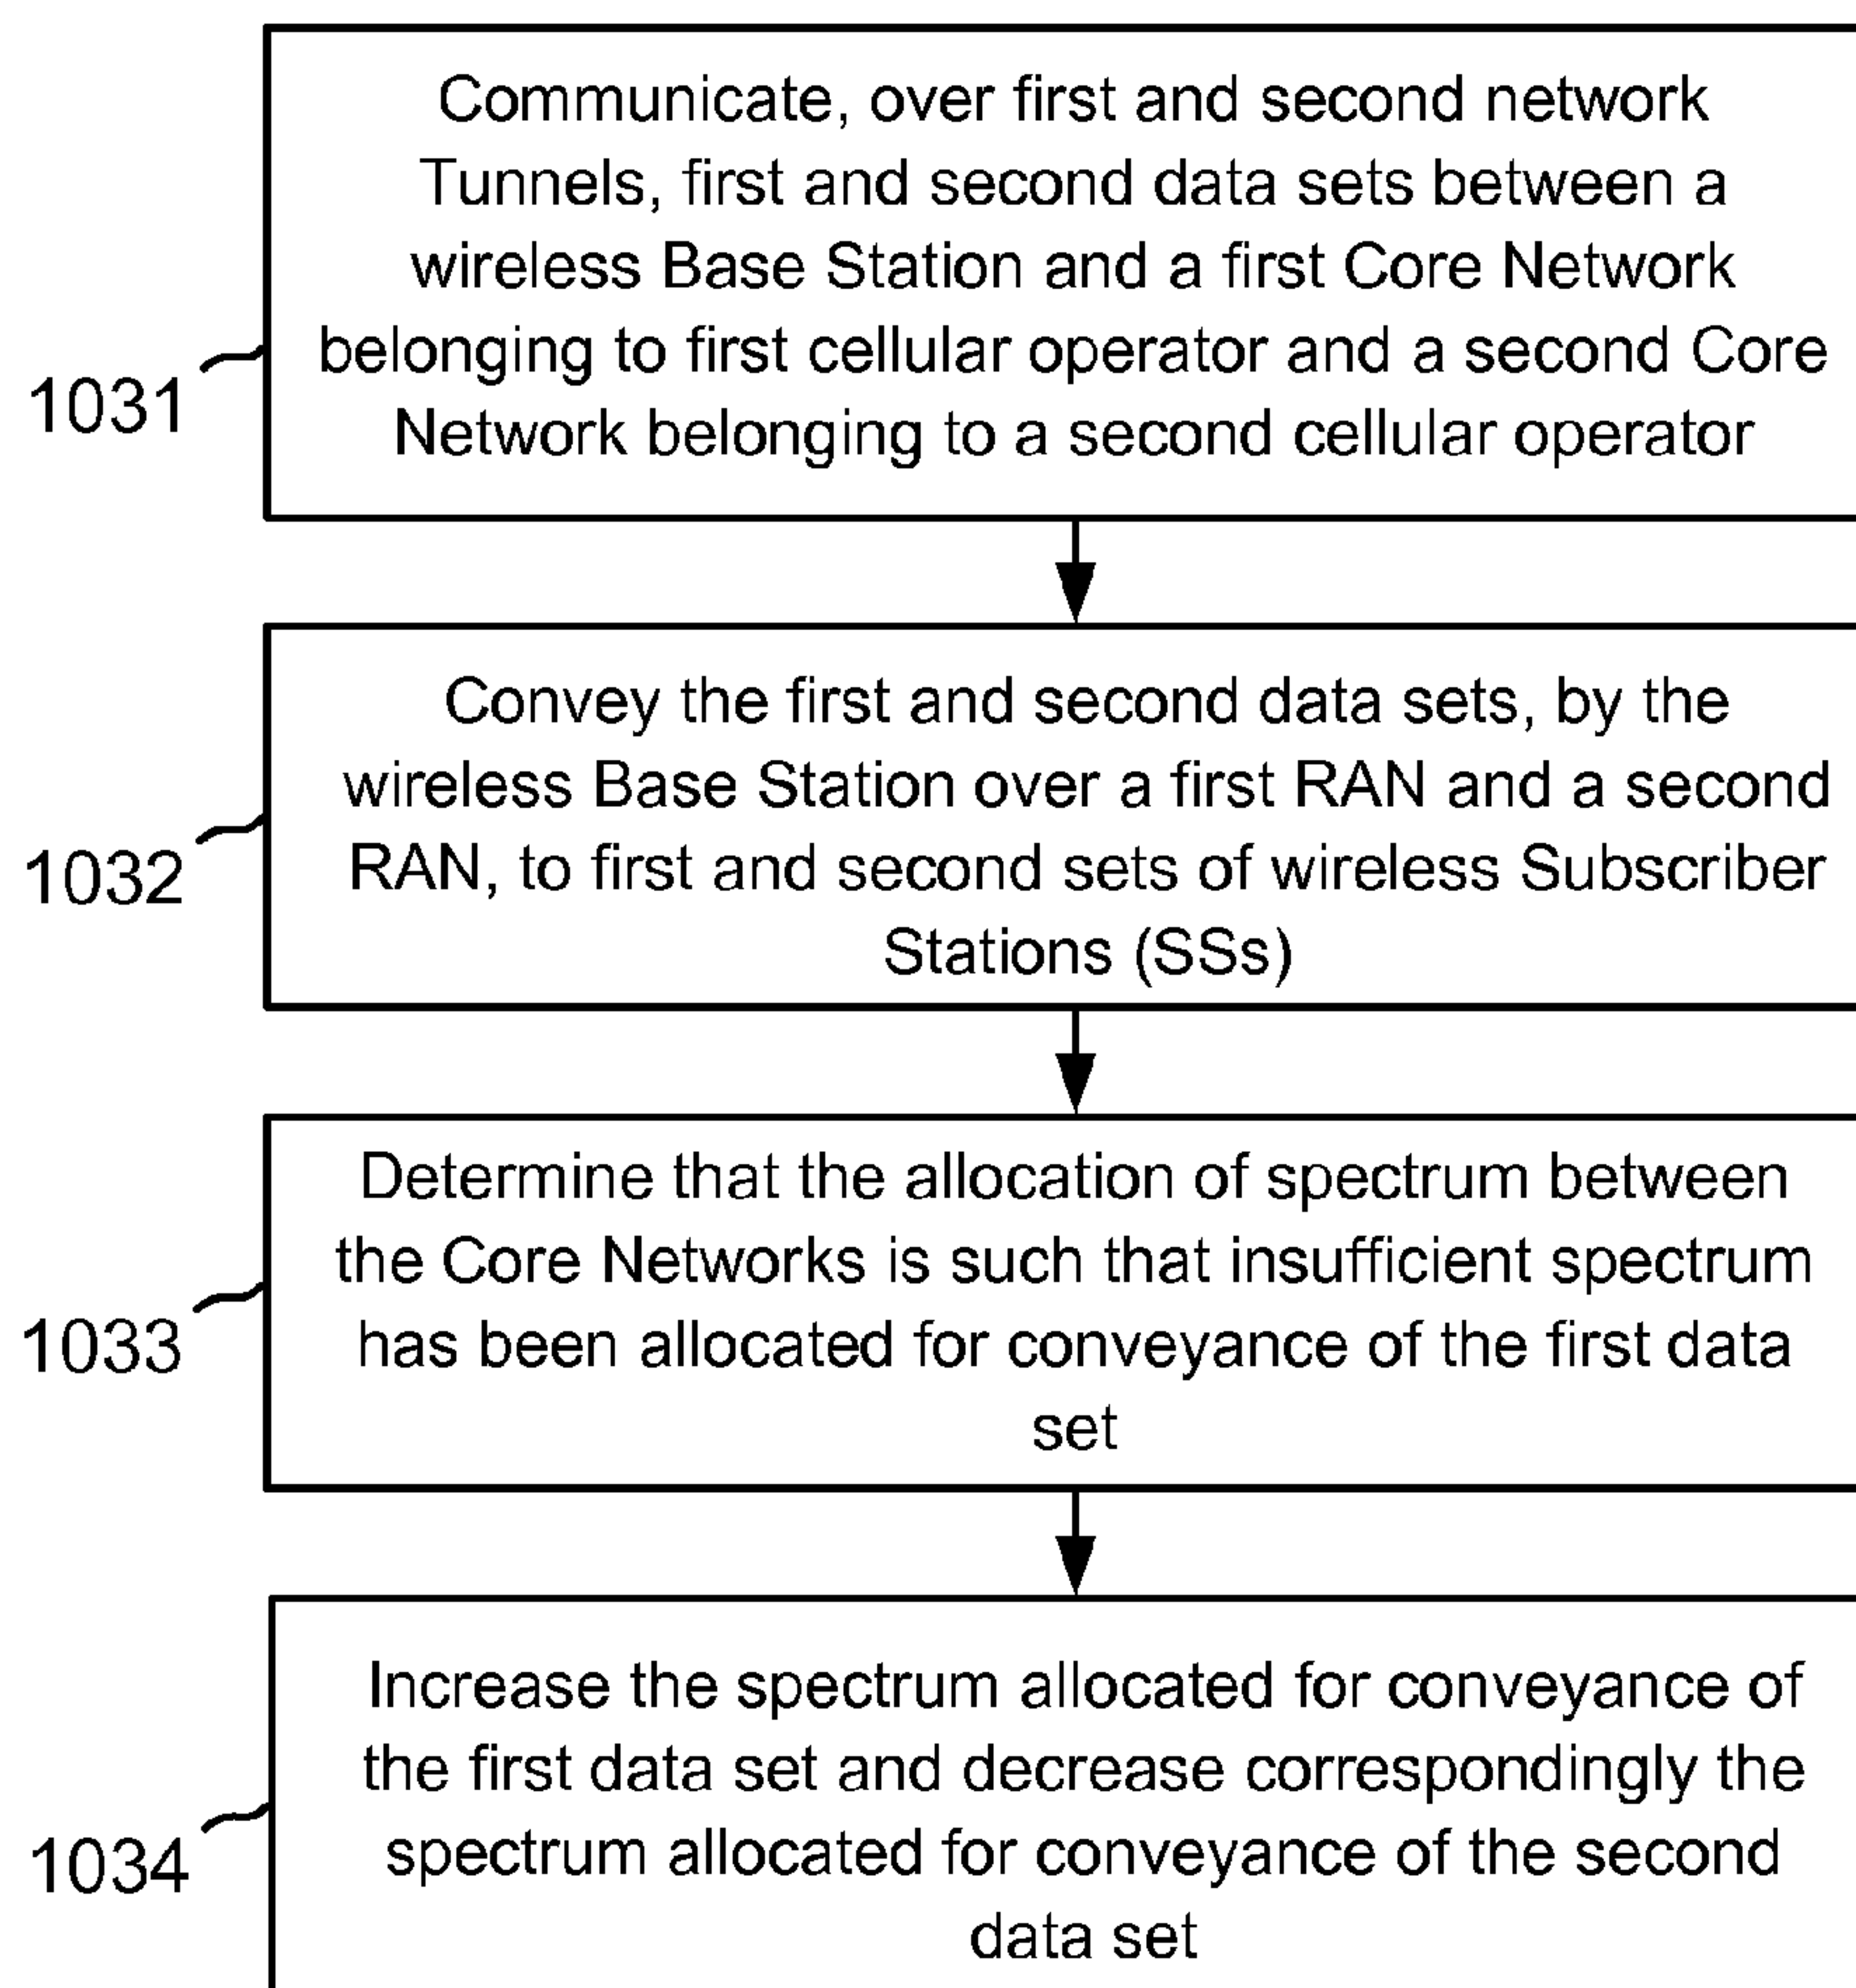 Communicate, over first and second network
Tunnels, first and second data sets between a
wireless Base Station and a first Core Network
belonging to first cellular operator and a second Core
Network belonging to a second cellular operator
1031
Convey the first and second data sets, by the
wireless Base Station over a first RAN and a second
RAN, to first and second sets of wireless Subscriber
Stations (SSs)
1032
Determine that the allocation of spectrum between
the Core Networks is such that insufficient spectrum
has been allocated for conveyance of the first data
set
1033
Increase the spectrum allocated for conveyance of
the first data set and decrease correspondingly the
spectrum allocated for conveyance of the second
data set
1034